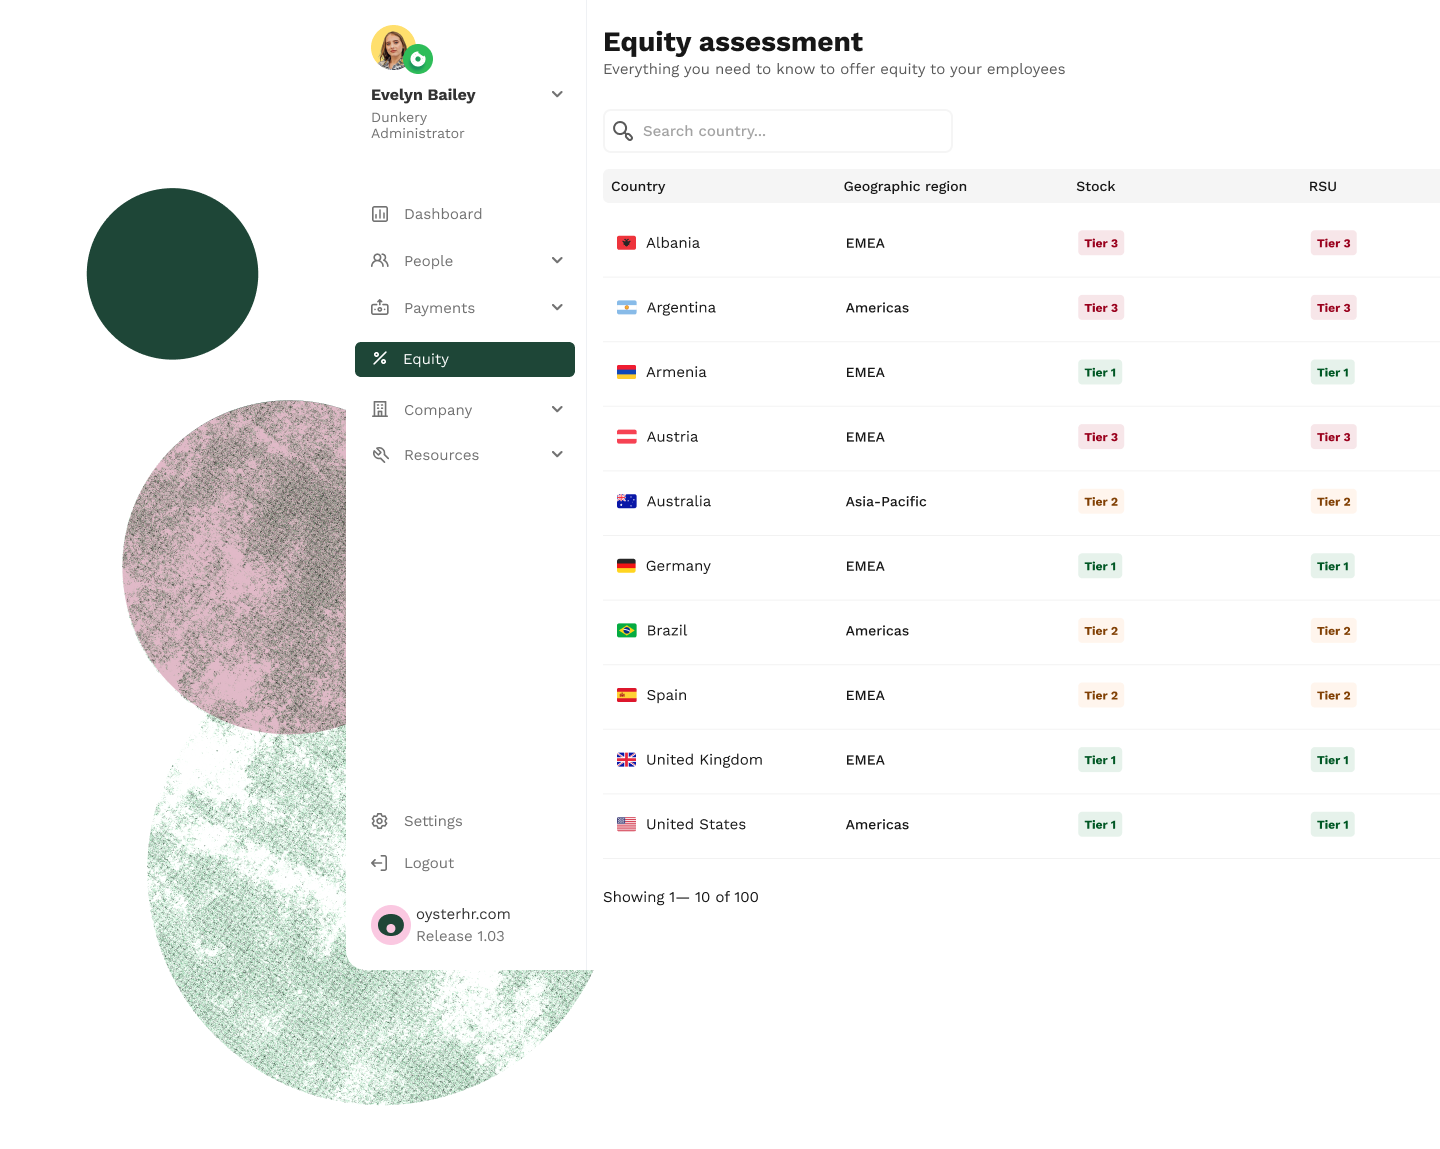 Evelyn Bailey
Dunkery
Administrator
Dashboard
People
Payments
Equity
Company
Resources
Settings
Logout
oysterhr.com
Release 1.03
Equity assessment
Everything you need to know to offer equity to your employees
Search country...
Country Geographic region Stock RSU
Albania EMEA Tier 3 Tier 3
Argentina Americas Tier 3 Tier 3
Armenia EMEA Tier 1 Tier 1
Austria EMEA Tier 3 Tier 3
Australia Asia-Pacific Tier 2 Tier 2
Germany EMEA Tier 1 Tier 1
Brazil Americas Tier 2 Tier 2
Spain EMEA Tier 2 Tier 2
United Kingdom EMEA Tier 1 Tier 1
United States Americas Tier 1 Tier 1
Showing 1— 10 of 100